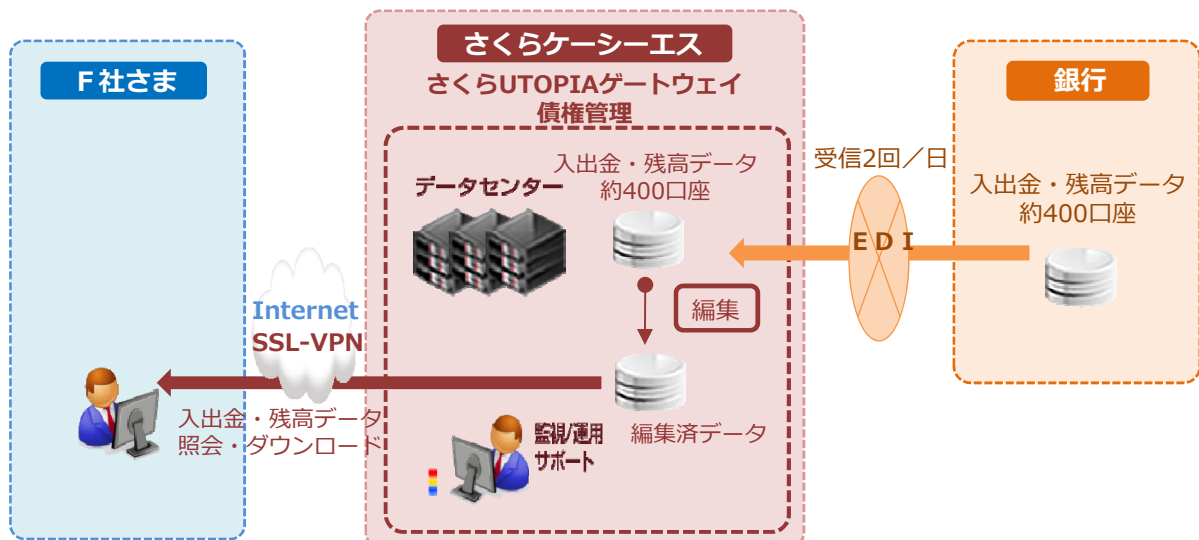 F社さま
さくらケーシーエス
さくらUTOPIAゲートウェイ
債権管理
銀行
データセンター
入出金・残高データ
約400口座
受信2回／日
EDI
入出金・残高データ
約400口座
編集
Internet
SSL-VPN
入出金・残高データ
照会・ダウンロード
監視/運用
サポート
編集済データ